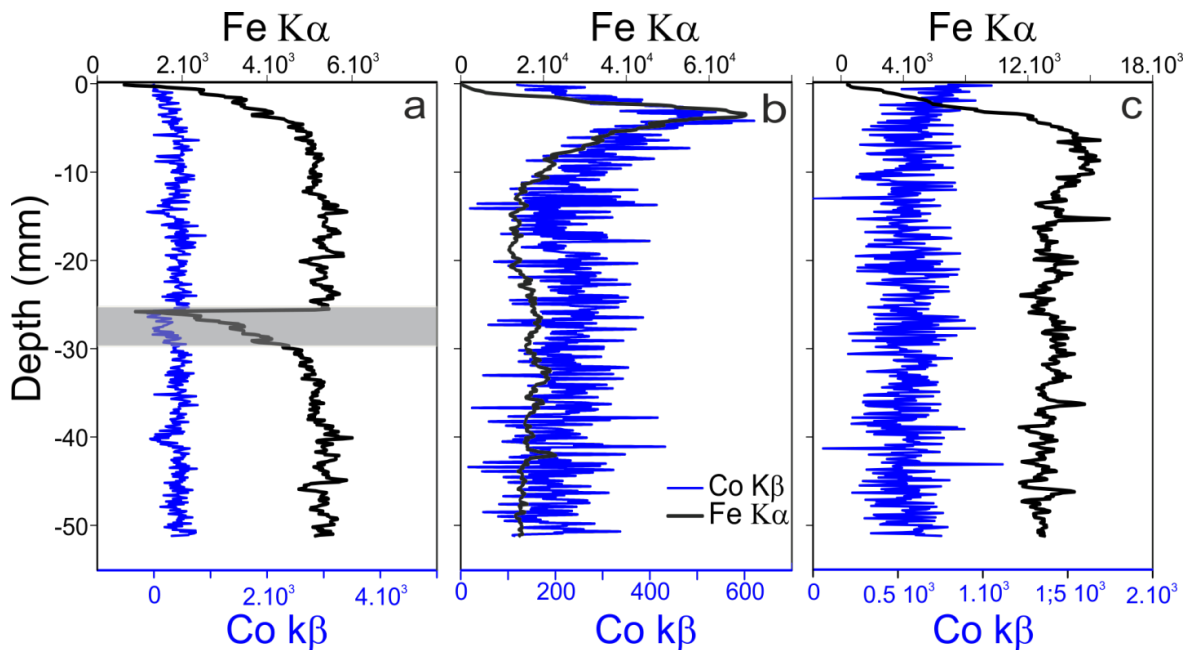 Fe Kα Fe Kα Fe Kα
0 2.10³ 4.10³ 6.10³ 0 2.10⁴ 4.10⁴ 6.10⁴ 0 4.10³ 12.10³ 18.10³
a b c
0
-10
-20
-30
-40
-50
Depth (mm)
Co Kβ
Fe Kα
0 2.10³ 4.10³ 0 200 400 600 0 0.5 10³ 1.10³ 1;5 10³ 2.10³
Co kβ Co kβ Co kβ